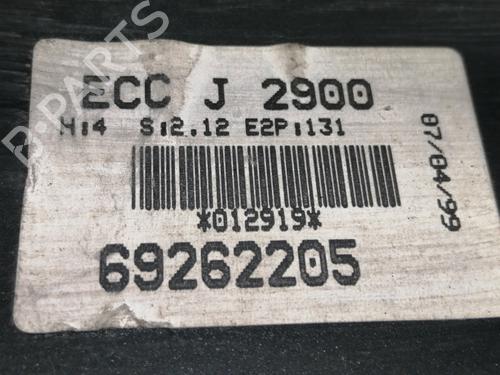 ECC J 2900
H:4 S:2.12 E2P:131
*012919*
69262205
07/04/99
B-PARTS